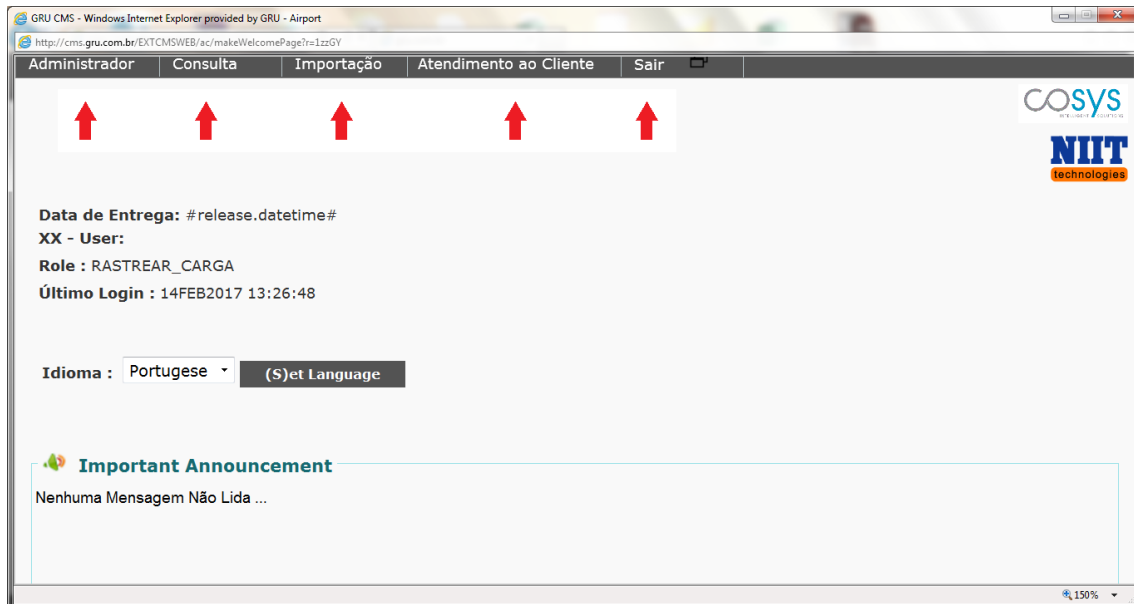 GRU CMS - Windows Internet Explorer provided by GRU - Airport
http://cms.gru.com.br/EXTCMSWEB/ac/makeWelcomePage?r=1zzGY
Administrador Consulta Importação Atendimento ao Cliente Sair
cosys
NIIT
technologies
Data de Entrega: #release.datetime#
XX - User:
Role : RASTREAR_CARGA
Último Login : 14FEB2017 13:26:48
Idioma : Portugese (S)et Language
Important Announcement
Nenhuma Mensagem Não Lida ...
150%